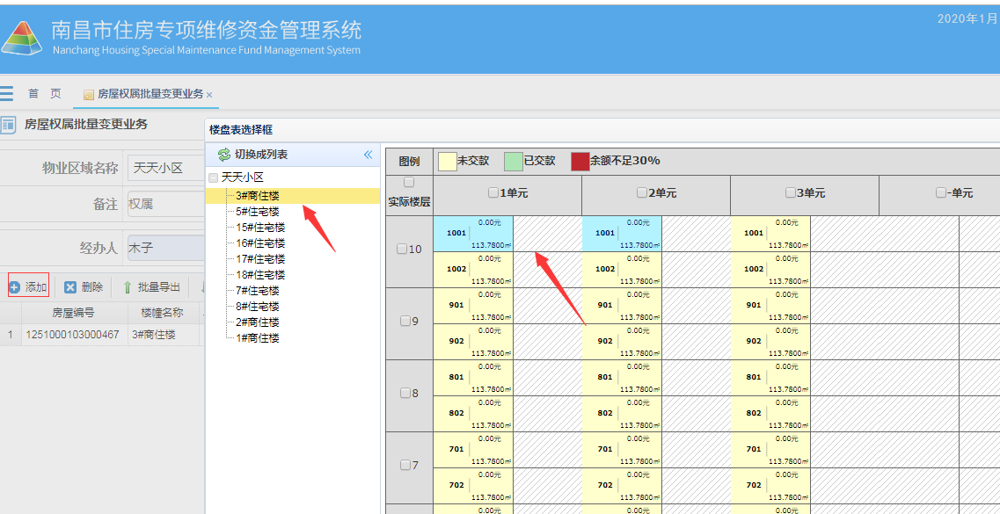 南昌市住房专项维修资金管理系统
2020年1月
Nanchang Housing Special Maintenance Fund Management System
首 页
房屋权属批量变更业务 ×
房屋权属批量变更业务
物业区域名称 天天小区
备注 权属
经办人 木子
添加 删除 批量导出
房屋编号 楼幢名称
1 1251000103000467 3#商住楼
楼盘表选择框
切换成列表
天天小区
3#商住楼
5#住宅楼
15#住宅楼
16#住宅楼
17#住宅楼
18#住宅楼
7#住宅楼
8#住宅楼
2#商住楼
1#商住楼
图例 未交款 已交款 余额不足30%
实际楼层 1单元 2单元 3单元 -单元
10
1001 0.00元 113.7800㎡ 1001 0.00元 113.7800㎡ 1001 0.00元 113.7800㎡
1002 0.00元 113.7800㎡ 1002 0.00元 113.7800㎡ 1002 0.00元 113.7800㎡
9
901 0.00元 113.7800㎡ 901 0.00元 113.7800㎡ 901 0.00元 113.7800㎡
902 0.00元 113.7800㎡ 902 0.00元 113.7800㎡ 902 0.00元 113.7800㎡
8
801 0.00元 113.7800㎡ 801 0.00元 113.7800㎡ 801 0.00元 113.7800㎡
802 0.00元 113.7800㎡ 802 0.00元 113.7800㎡ 802 0.00元 113.7800㎡
7
701 0.00元 113.7800㎡ 701 0.00元 113.7800㎡ 701 0.00元 113.7800㎡
702 0.00元 113.7800㎡ 702 0.00元 113.7800㎡ 702 0.00元 113.7800㎡
0.00元 0.00元 0.00元